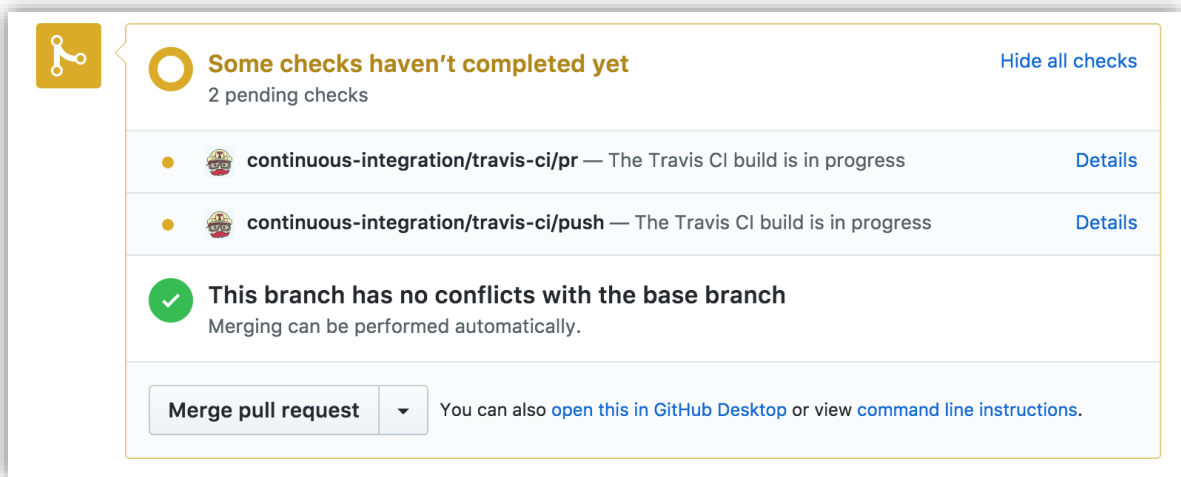 Some checks haven’t completed yet
Hide all checks
2 pending checks
continuous-integration/travis-ci/pr — The Travis CI build is in progress
Details
continuous-integration/travis-ci/push — The Travis CI build is in progress
Details
This branch has no conflicts with the base branch
Merging can be performed automatically.
Merge pull request
You can also open this in GitHub Desktop or view command line instructions.